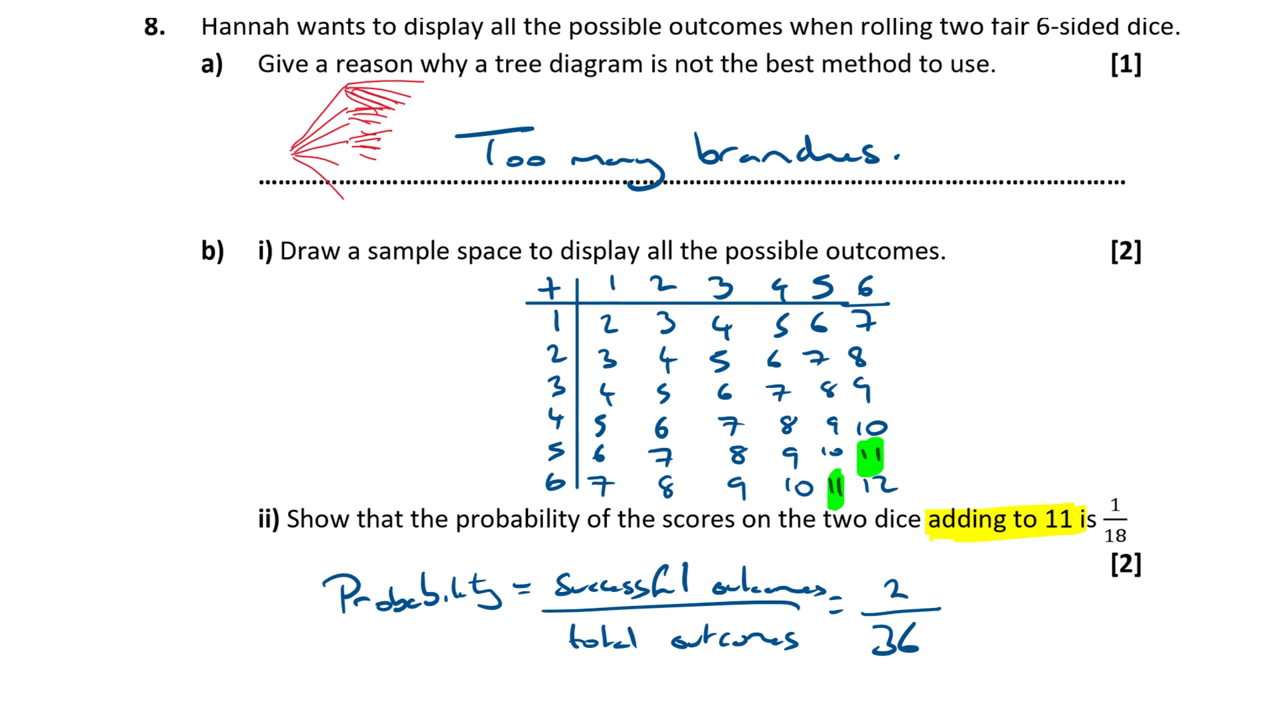 8. Hannah wants to display all the possible outcomes when rolling two fair 6-sided dice.
a) Give a reason why a tree diagram is not the best method to use. [1]
Too many branches.
b) i) Draw a sample space to display all the possible outcomes. [2]
+ 1 2 3 4 5 6
1 2 3 4 5 6 7
2 3 4 5 6 7 8
3 4 5 6 7 8 9
4 5 6 7 8 9 10
5 6 7 8 9 10 11
6 7 8 9 10 11 12
ii) Show that the probability of the scores on the two dice adding to 11 is 1/18
[2]
Probability = successful outcomes / total outcomes = 2/36